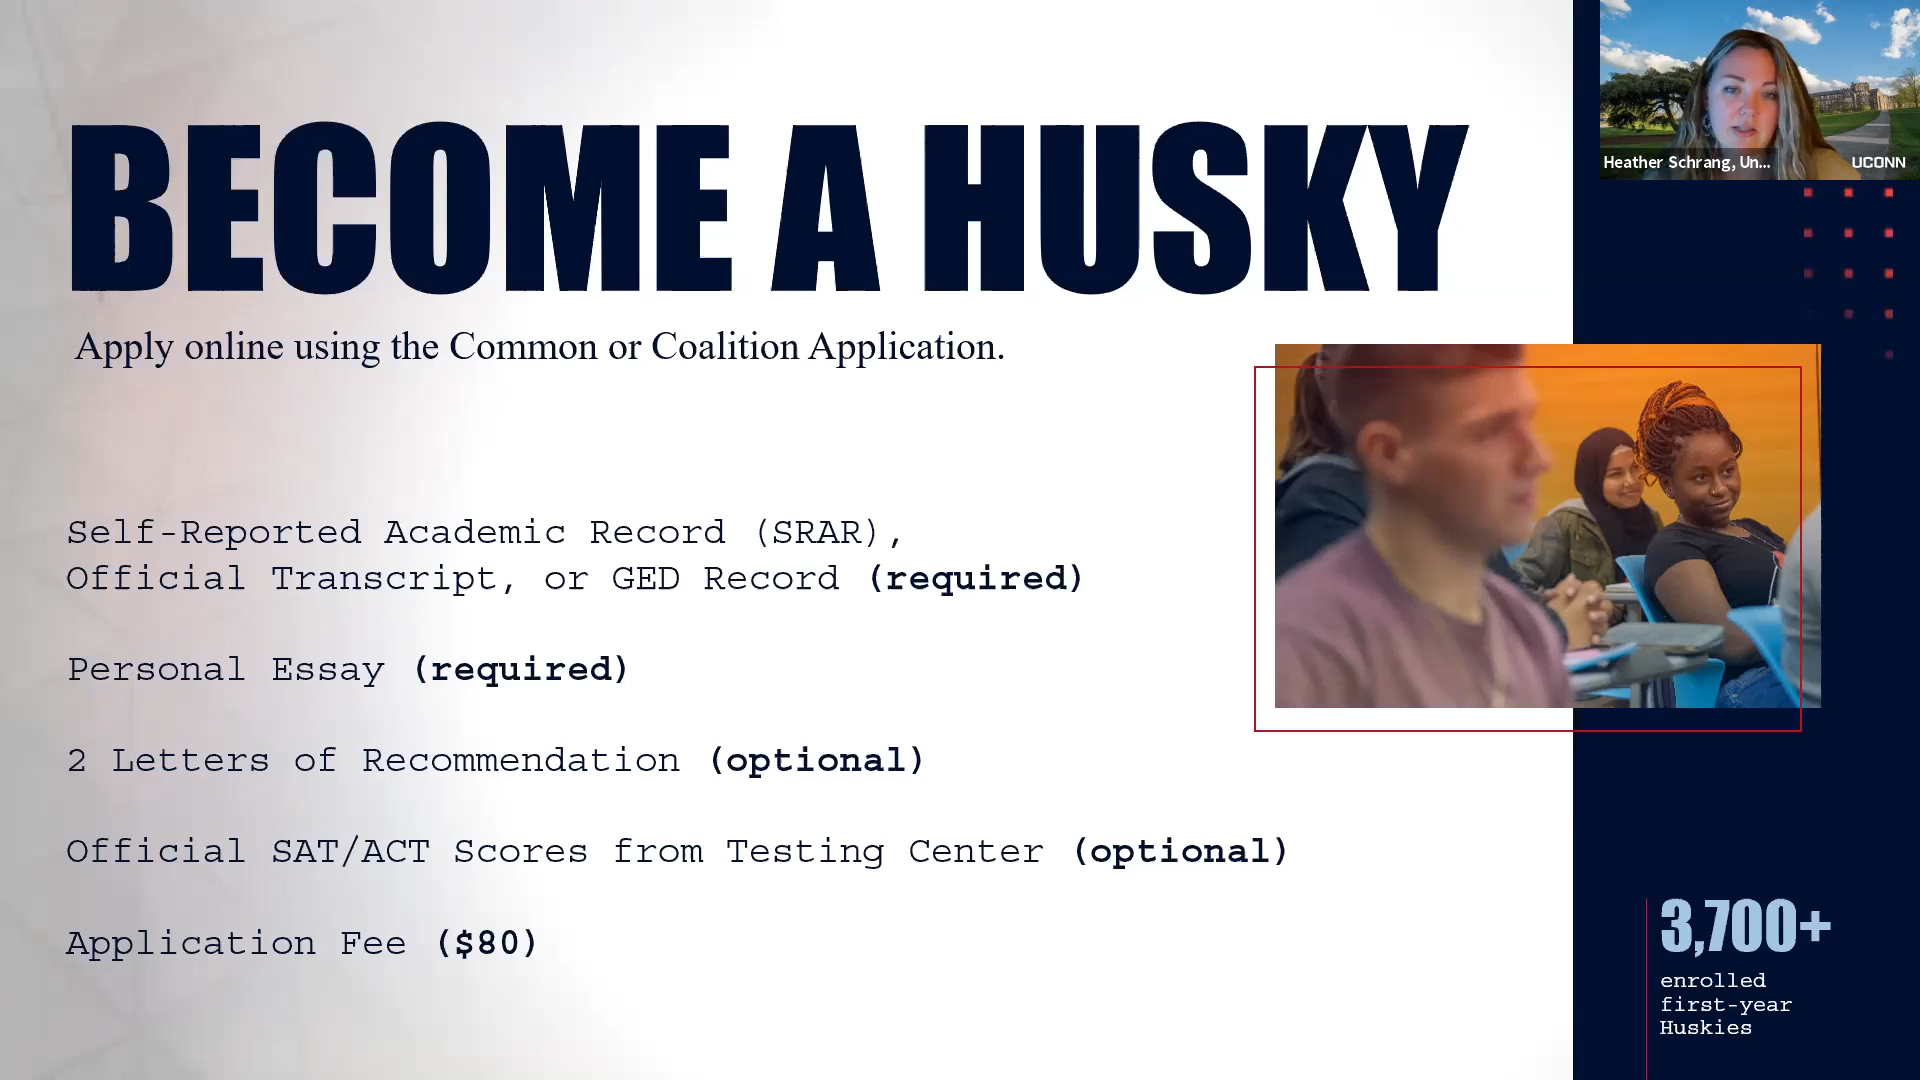 BECOME A HUSKY
Apply online using the Common or Coalition Application.
Self-Reported Academic Record (SRAR),
Official Transcript, or GED Record (required)
Personal Essay (required)
2 Letters of Recommendation (optional)
Official SAT/ACT Scores from Testing Center (optional)
Application Fee ($80)
Heather Schrang, Un...
UCONN
3,700+
enrolled
first-year
Huskies